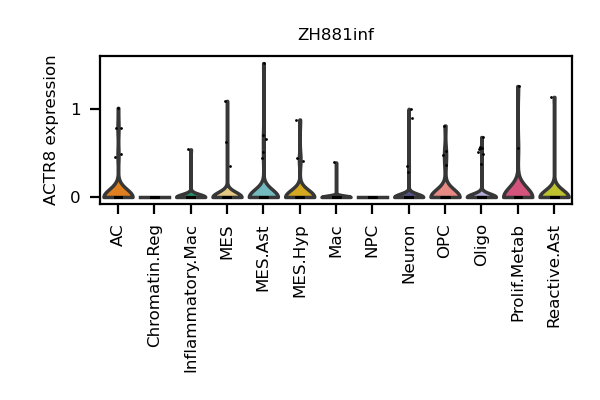 ZH881inf
ACTR8 expression
1
0
AC
Chromatin.Reg
Inflammatory.Mac
MES
MES.Ast
MES.Hyp
Mac
NPC
Neuron
OPC
Oligo
Prolif.Metab
Reactive.Ast